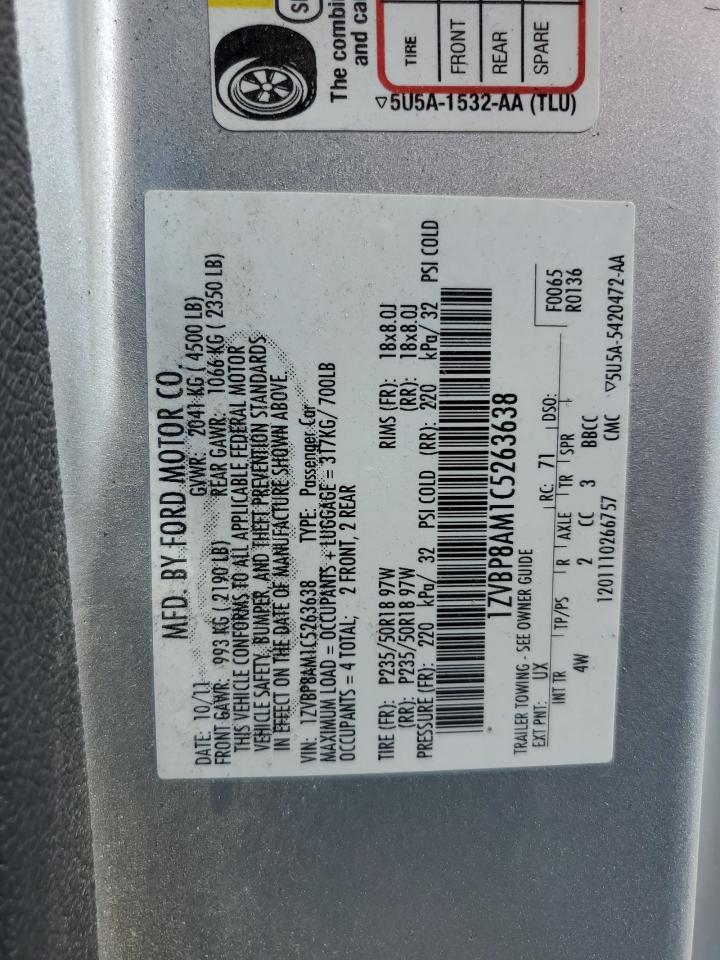 The combin
and ca
TIRE
FRONT
REAR
SPARE
▽5U5A-1532-AA (TLU)
MFD. BY FORD MOTOR CO.
DATE: 10/11 GVWR: 2041 KG ( 4500 LB)
FRONT GAWR: 993 KG ( 2190 LB) REAR GAWR: 1066 KG ( 2350 LB)
THIS VEHICLE CONFORMS TO ALL APPLICABLE FEDERAL MOTOR
VEHICLE SAFETY, BUMPER, AND THEFT PREVENTION STANDARDS
IN EFFECT ON THE DATE OF MANUFACTURE SHOWN ABOVE.
VIN: 1ZVBP8AM1C5263638 TYPE: Passenger Car
MAXIMUM LOAD = OCCUPANTS + LUGGAGE = 317KG/700LB
OCCUPANTS = 4 TOTAL; 2 FRONT, 2 REAR
TIRE (FR): P235/50R18 97W RIMS (FR): 18x8.0J
(RR): P235/50R18 97W (RR): 18x8.0J
PRESSURE (FR): 220 kPa/ 32 PSI COLD (RR): 220 kPa/ 32 PSI COLD
1ZVBP8AM1C5263638
TRAILER TOWING - SEE OWNER GUIDE
EXT PNT: UX RC: 71 DSO: F0065
R0136
INT TR TP/PS R AXLE TR SPR
4W 2 CC 3 BBCC
1201110266757 CMC ▽5U5A-5420472-AA